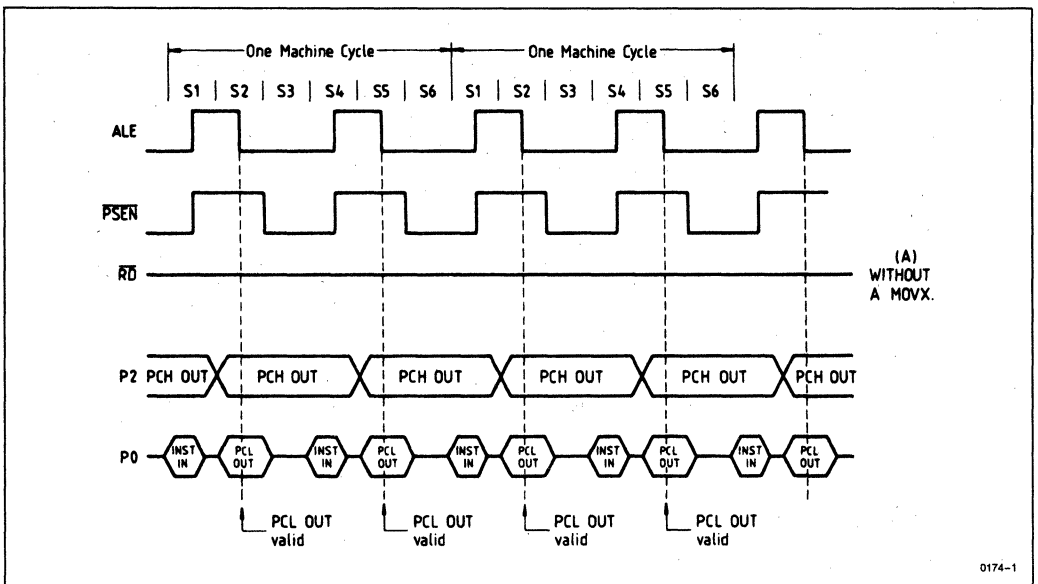 One Machine Cycle One Machine Cycle
S1 | S2 | S3 | S4 | S5 | S6 S1 | S2 | S3 | S4 | S5 | S6
ALE
PSEN
RD
(A)
WITHOUT
A MOVX.
P2 PCH OUT PCH OUT PCH OUT PCH OUT PCH OUT PCH OUT
P0 INST IN PCL OUT INST IN PCL OUT INST IN PCL OUT INST IN PCL OUT INST IN PCL OUT
PCL OUT valid PCL OUT valid PCL OUT valid PCL OUT valid
0174-1